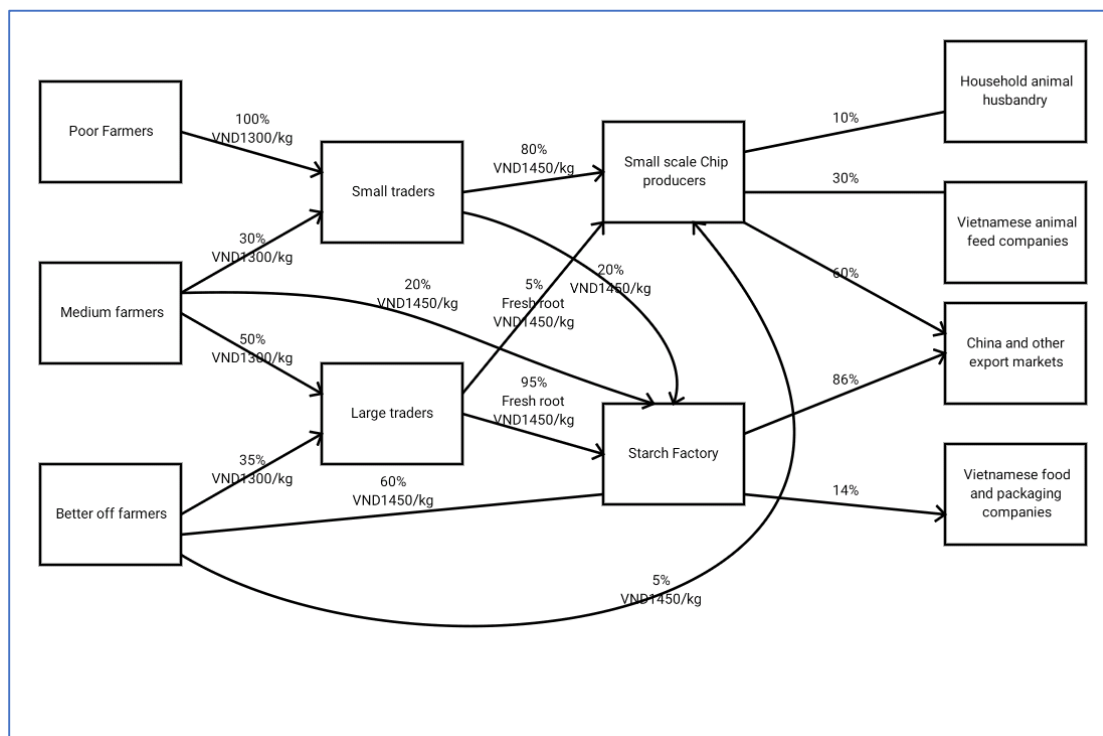 Poor Farmers
Medium farmers
Better off farmers
100%
VND1300/kg
30%
VND1300/kg
50%
VND1300/kg
35%
VND1300/kg
Small traders
Large traders
20%
VND1450/kg
60%
VND1450/kg
80%
VND1450/kg
20%
VND1450/kg
5%
Fresh root
VND1450/kg
95%
Fresh root
VND1450/kg
5%
VND1450/kg
Small scale Chip
producers
Starch Factory
10%
30%
60%
86%
14%
Household animal
husbandry
Vietnamese animal
feed companies
China and other
export markets
Vietnamese food
and packaging
companies